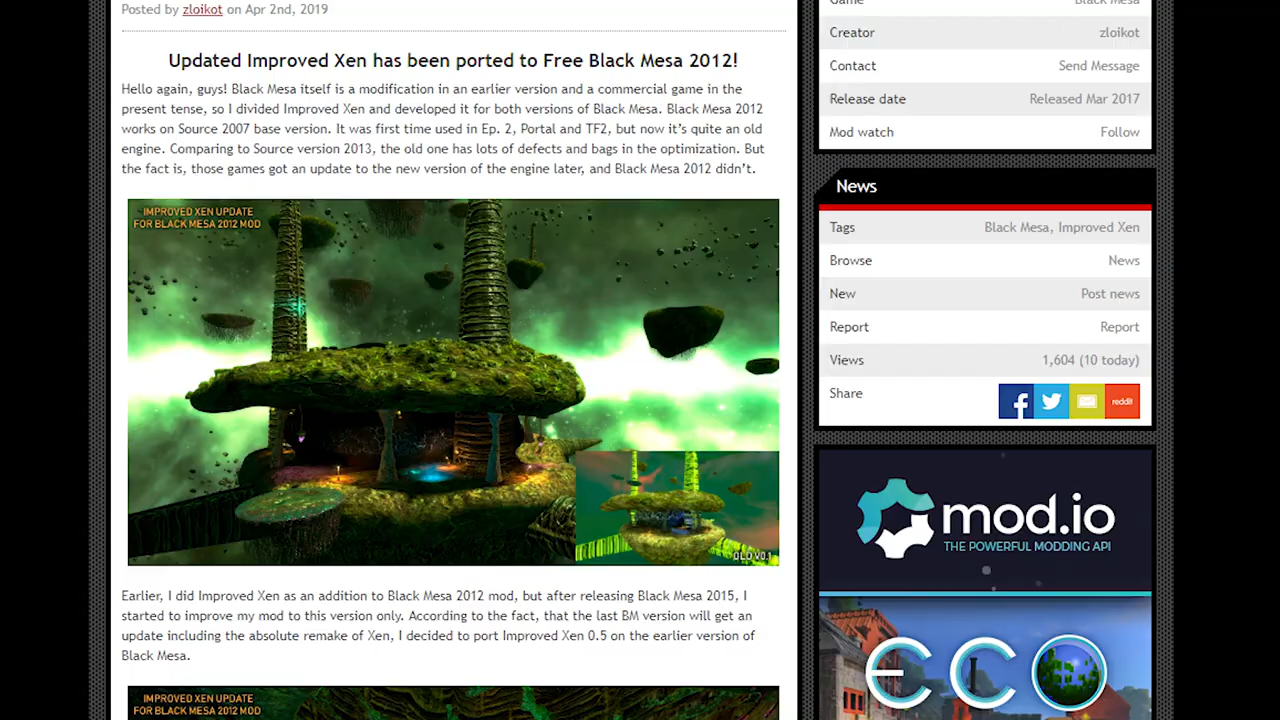 Posted by zloikot on Apr 2nd, 2019
Updated Improved Xen has been ported to Free Black Mesa 2012!
Hello again, guys! Black Mesa itself is a modification in an earlier version and a commercial game in the
present tense, so I divided Improved Xen and developed it for both versions of Black Mesa. Black Mesa 2012
works on Source 2007 base version. It was first time used in Ep. 2, Portal and TF2, but now it's quite an old
engine. Comparing to Source version 2013, the old one has lots of defects and bags in the optimization. But
the fact is, those games got an update to the new version of the engine later, and Black Mesa 2012 didn't.
IMPROVED XEN UPDATE
FOR BLACK MESA 2012 MOD
OLD V0.1
Earlier, I did Improved Xen as an addition to Black Mesa 2012 mod, but after releasing Black Mesa 2015, I
started to improve my mod to this version only. According to the fact, that the last BM version will get an
update including the absolute remake of Xen, I decided to port Improved Xen 0.5 on the earlier version of
Black Mesa.
IMPROVED XEN UPDATE
FOR BLACK MESA 2012 MOD
Game Black Mesa
Creator zloikot
Contact Send Message
Release date Released Mar 2017
Mod watch Follow
News
Tags Black Mesa, Improved Xen
Browse News
New Post news
Report Report
Views 1,604 (10 today)
Share reddit
mod.io
THE POWERFUL MODDING API
ECO